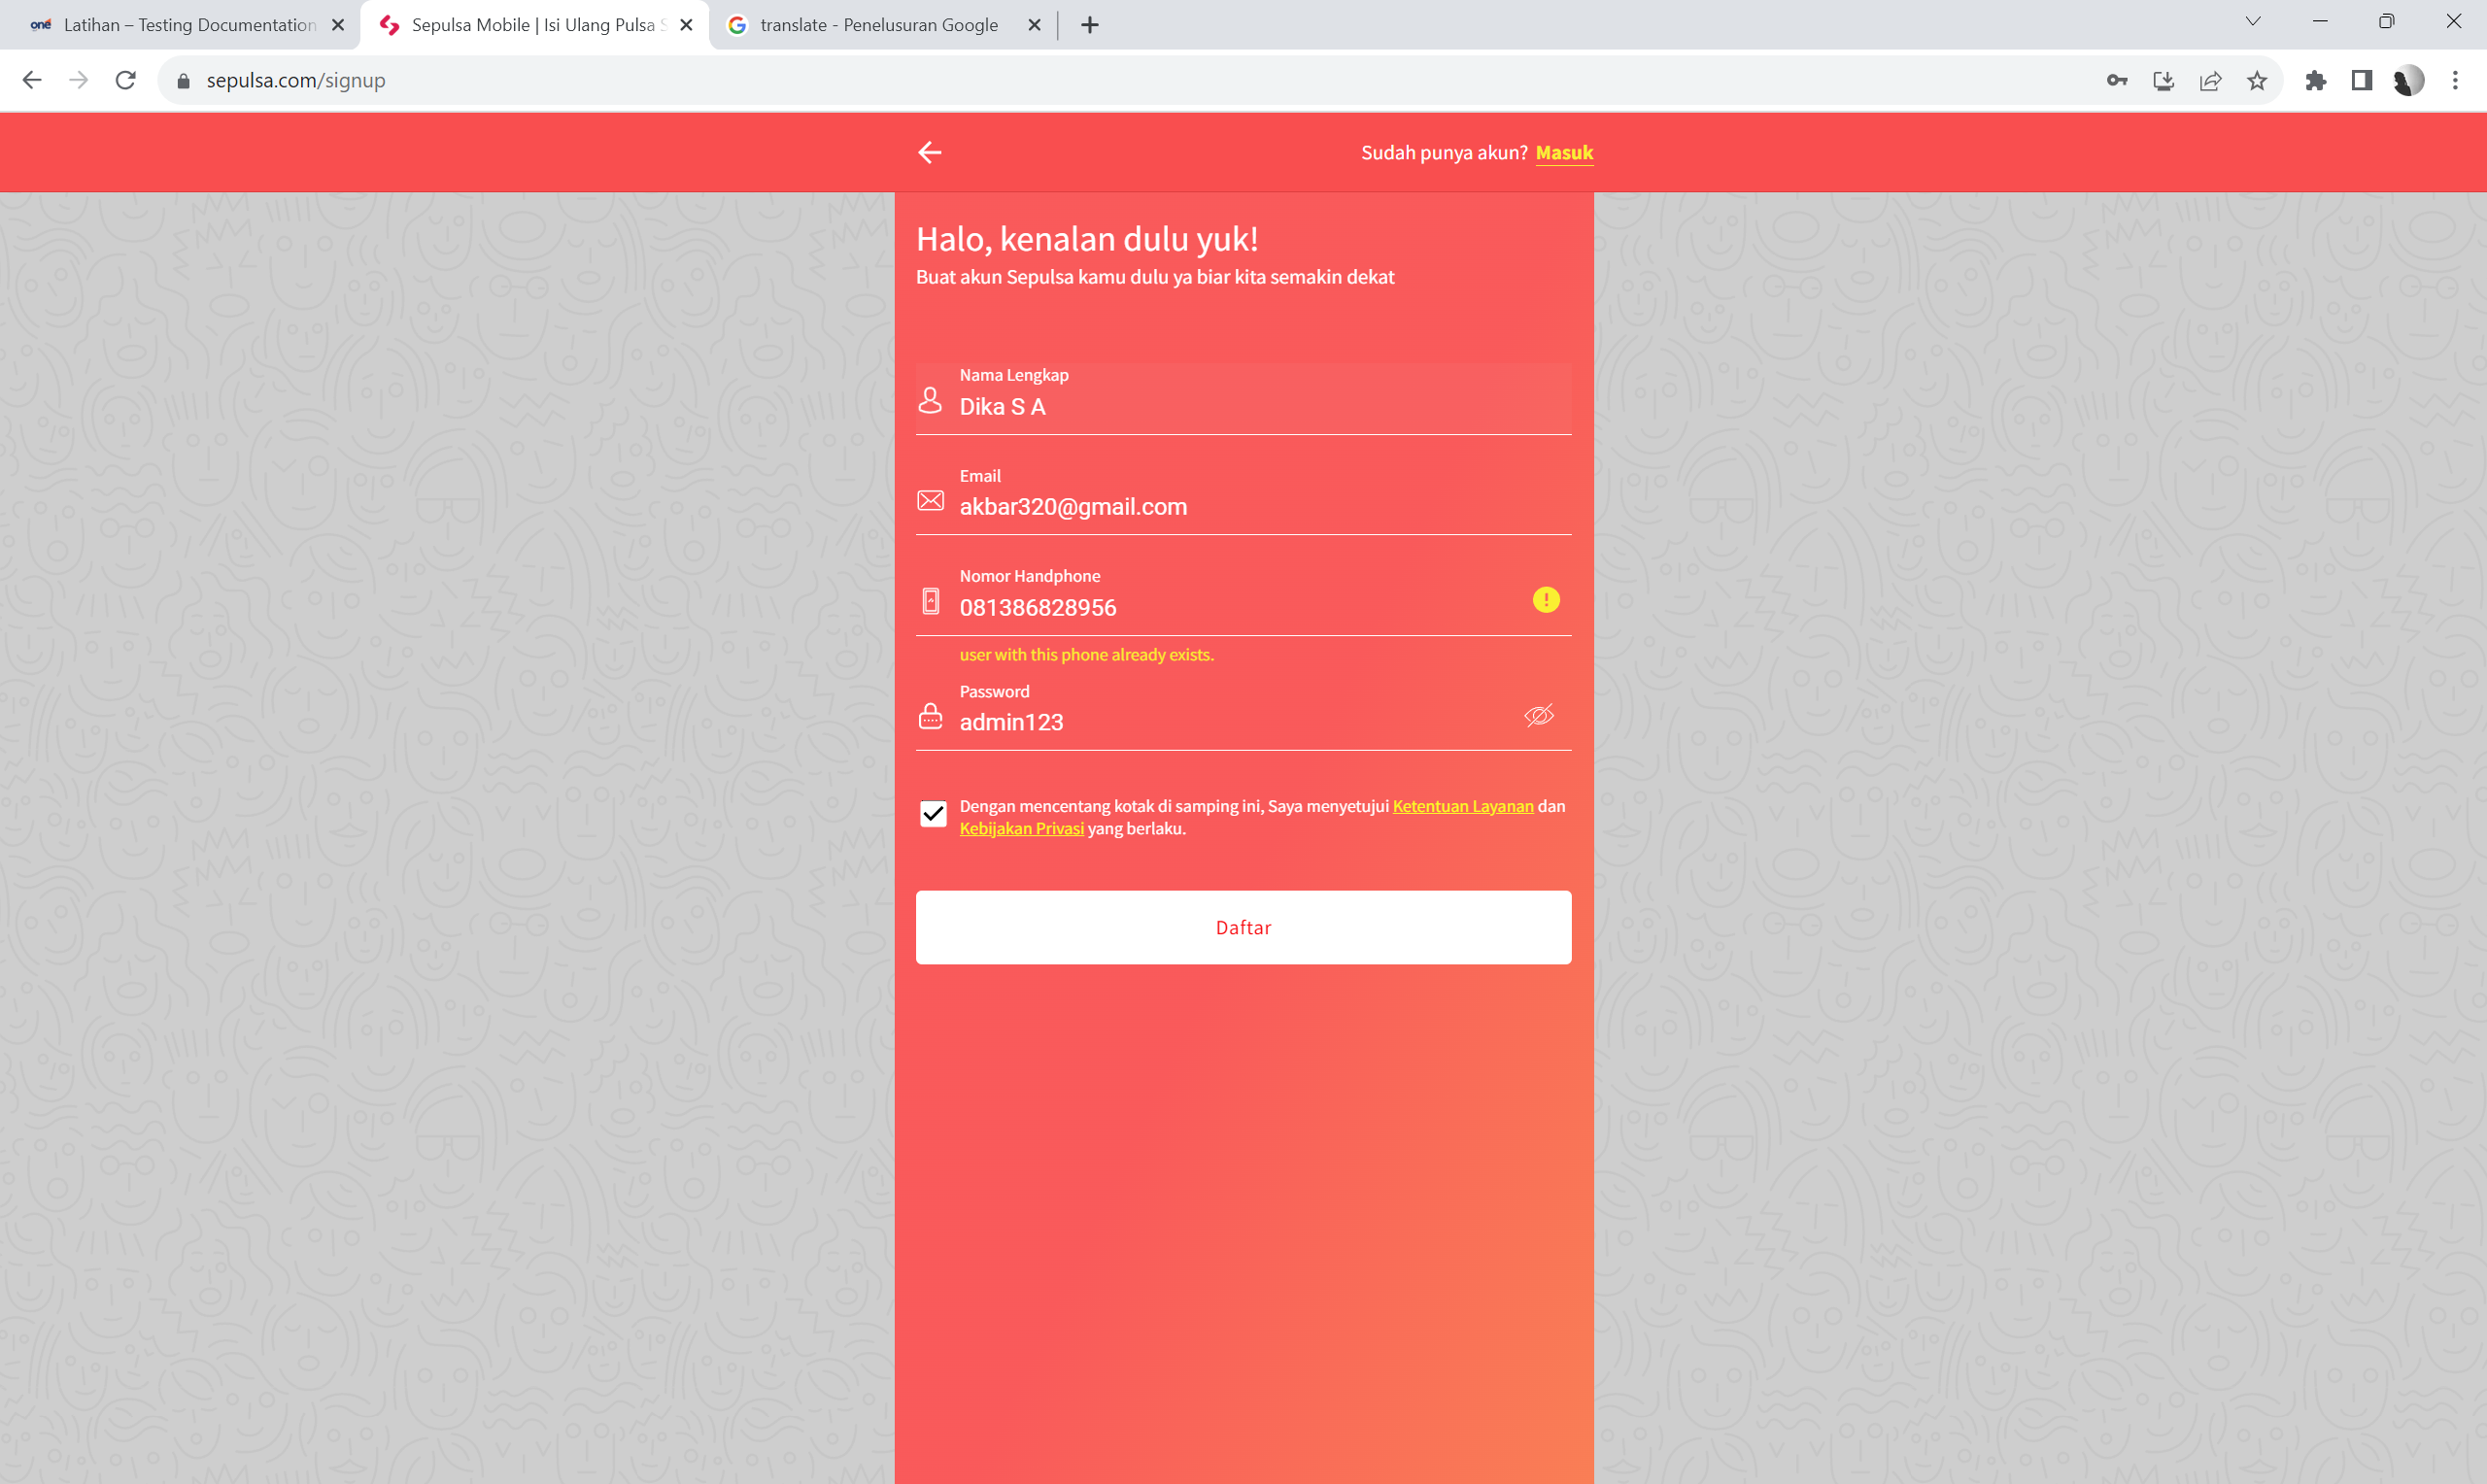 one Latihan – Testing Documentation
Sepulsa Mobile | Isi Ulang Pulsa S
translate - Penelusuran Google
sepulsa.com/signup
Sudah punya akun? Masuk
Halo, kenalan dulu yuk!
Buat akun Sepulsa kamu dulu ya biar kita semakin dekat
Nama Lengkap
Dika S A
Email
akbar320@gmail.com
Nomor Handphone
081386828956
user with this phone already exists.
Password
admin123
Dengan mencentang kotak di samping ini, Saya menyetujui Ketentuan Layanan dan
Kebijakan Privasi yang berlaku.
Daftar